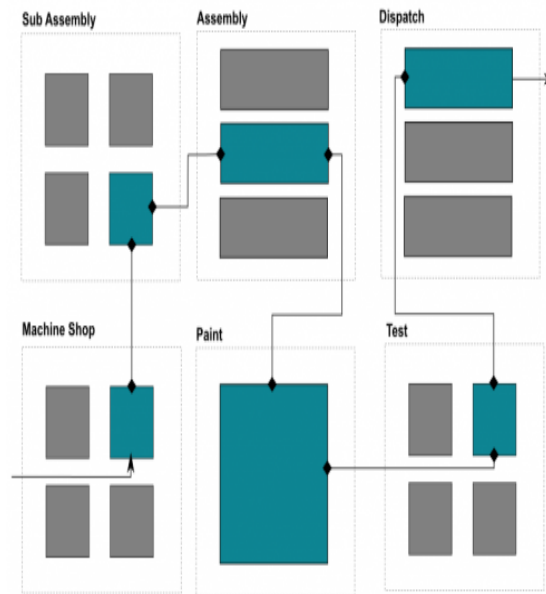 Sub Assembly
Assembly
Dispatch
Machine Shop
Paint
Test